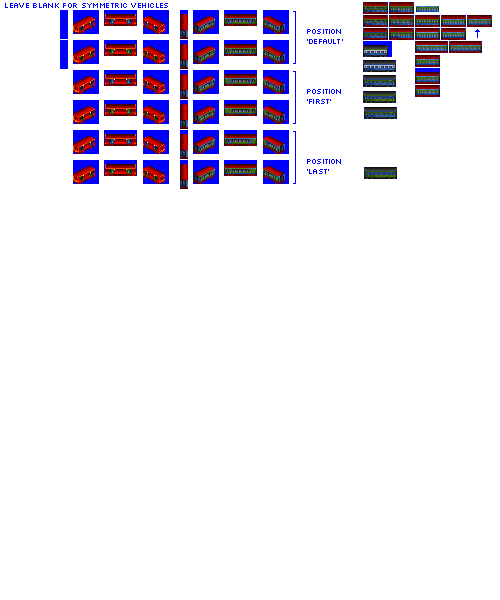 LEAVE BLANK FOR SYMMETRIC VEHICLES
POSITION
'DEFAULT'
POSITION
'FIRST'
POSITION
'LAST'